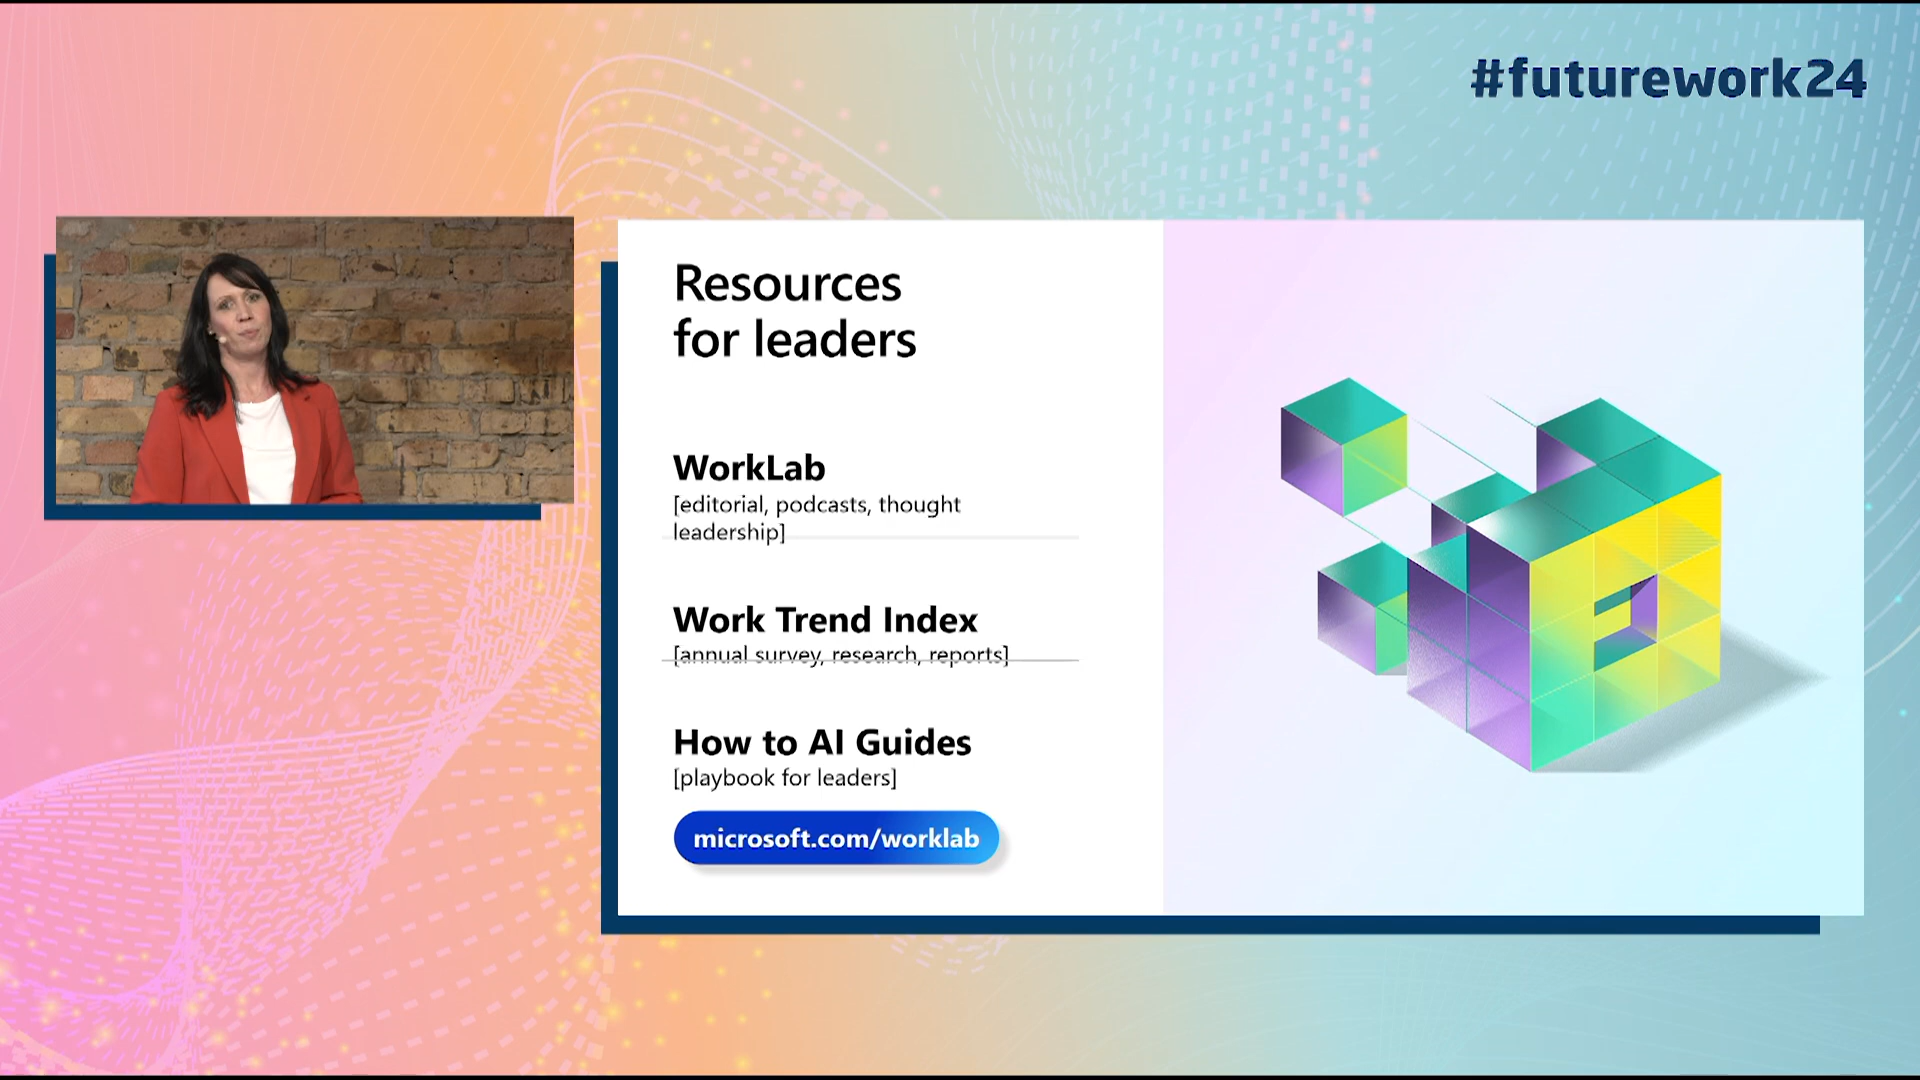 #futurework24
Resources
for leaders
WorkLab
[editorial, podcasts, thought
leadership]
Work Trend Index
[annual survey, research, reports]
How to AI Guides
[playbook for leaders]
microsoft.com/worklab